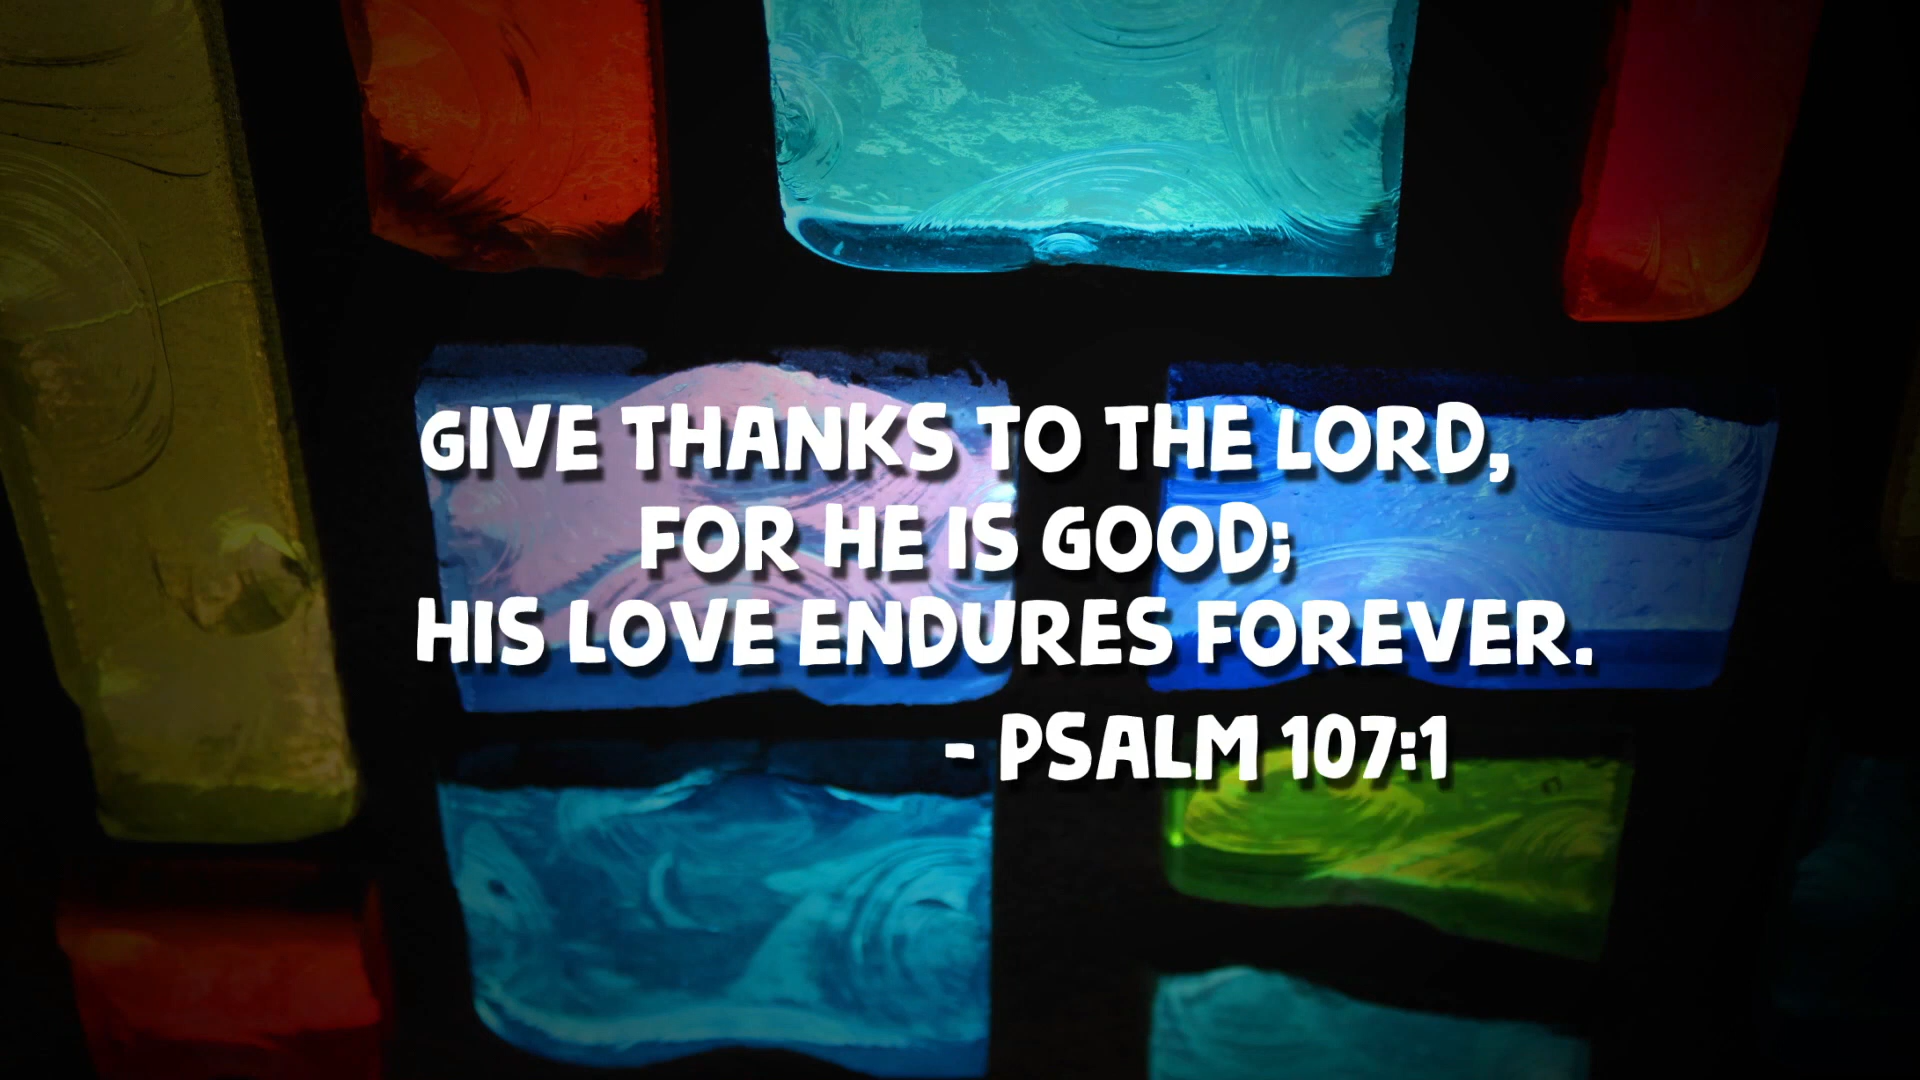 GIVE THANKS TO THE LORD,
FOR HE IS GOOD;
HIS LOVE ENDURES FOREVER.
- PSALM 107:1